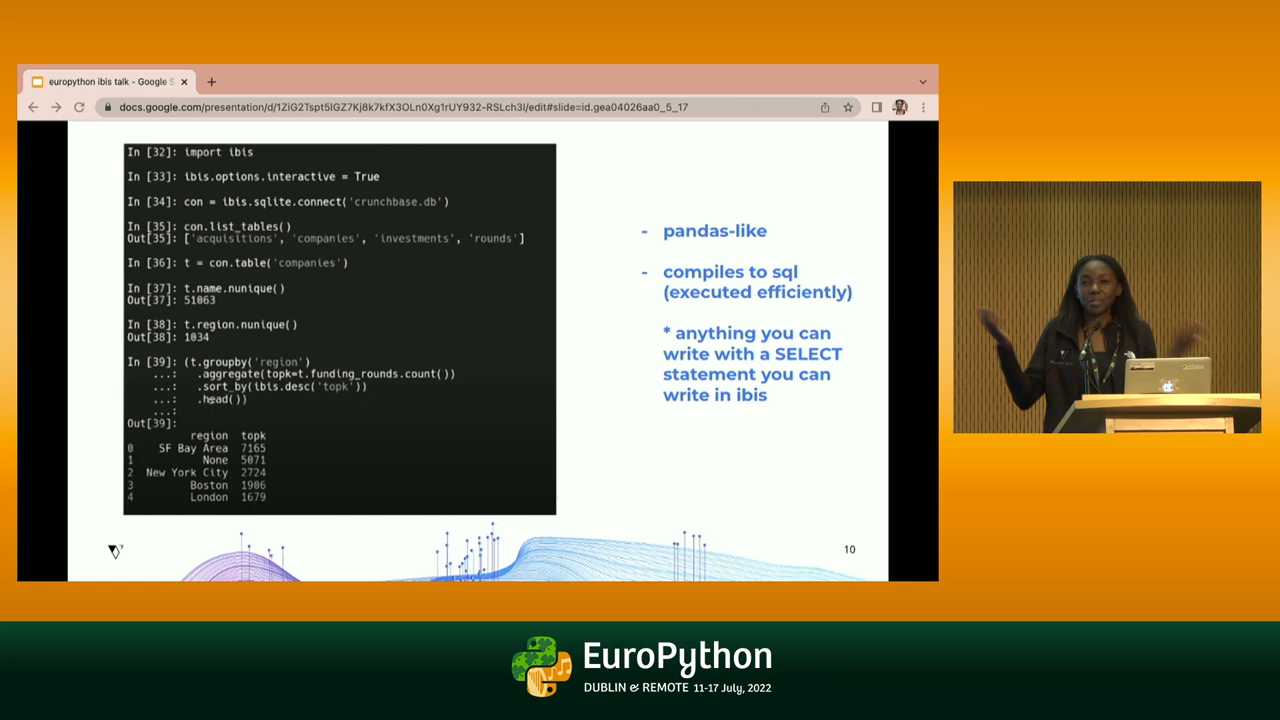 europython ibis talk - Google S
docs.google.com/presentation/d/1ZiG2Tspt5lGZ7Kj8k7kfX3OLn0Xg1rUY932-RSLch3I/edit#slide=id.gea04026aa0_5_17
In [32]: import ibis
In [33]: ibis.options.interactive = True
In [34]: con = ibis.sqlite.connect('crunchbase.db')
In [35]: con.list_tables()
Out[35]: ['acquisitions', 'companies', 'investments', 'rounds']
In [36]: t = con.table('companies')
In [37]: t.name.nunique()
Out[37]: 51063
In [38]: t.region.nunique()
Out[38]: 1034
In [39]: (t.groupby('region')
...: .aggregate(topk=t.funding_rounds.count())
...: .sort_by(ibis.desc('topk'))
...: .head())
...:
Out[39]:
region topk
0 SF Bay Area 7165
1 None 5071
2 New York City 2724
3 Boston 1906
4 London 1679
- pandas-like
- compiles to sql
(executed efficiently)
* anything you can
write with a SELECT
statement you can
write in ibis
10
EuroPython
DUBLIN & REMOTE 11-17 July, 2022